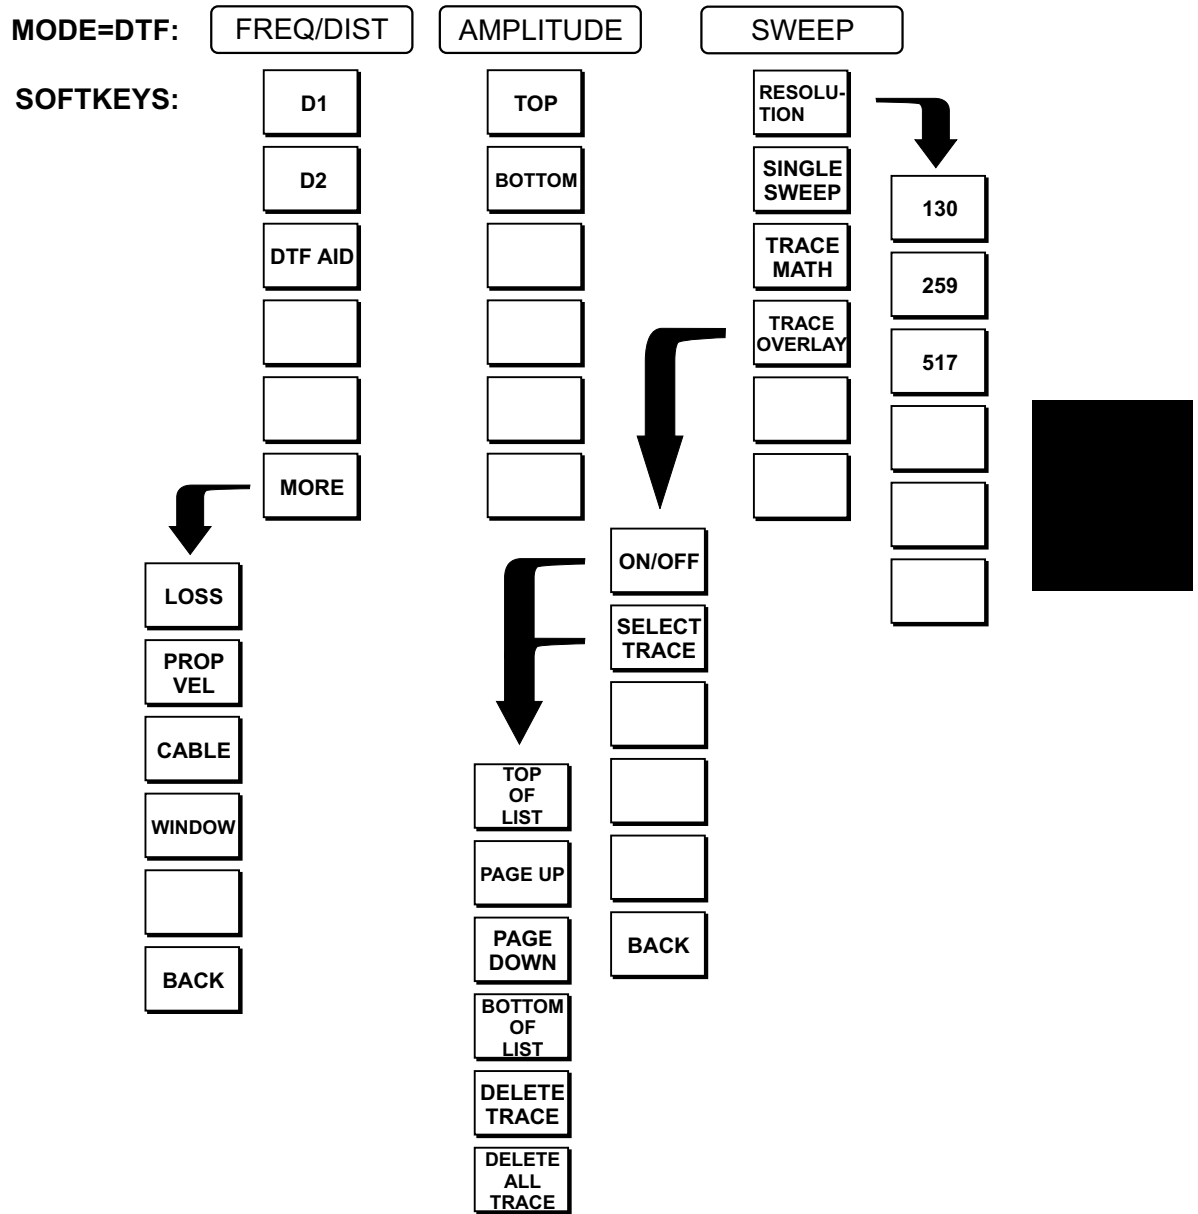 MODE=DTF:
FREQ/DIST
AMPLITUDE
SWEEP
SOFTKEYS:
D1
D2
DTF AID
MORE
LOSS
PROP
VEL
CABLE
WINDOW
BACK
TOP
BOTTOM
RESOLU-
TION
SINGLE
SWEEP
TRACE
MATH
TRACE
OVERLAY
130
259
517
ON/OFF
SELECT
TRACE
BACK
TOP
OF
LIST
PAGE UP
PAGE
DOWN
BOTTOM
OF
LIST
DELETE
TRACE
DELETE
ALL
TRACE